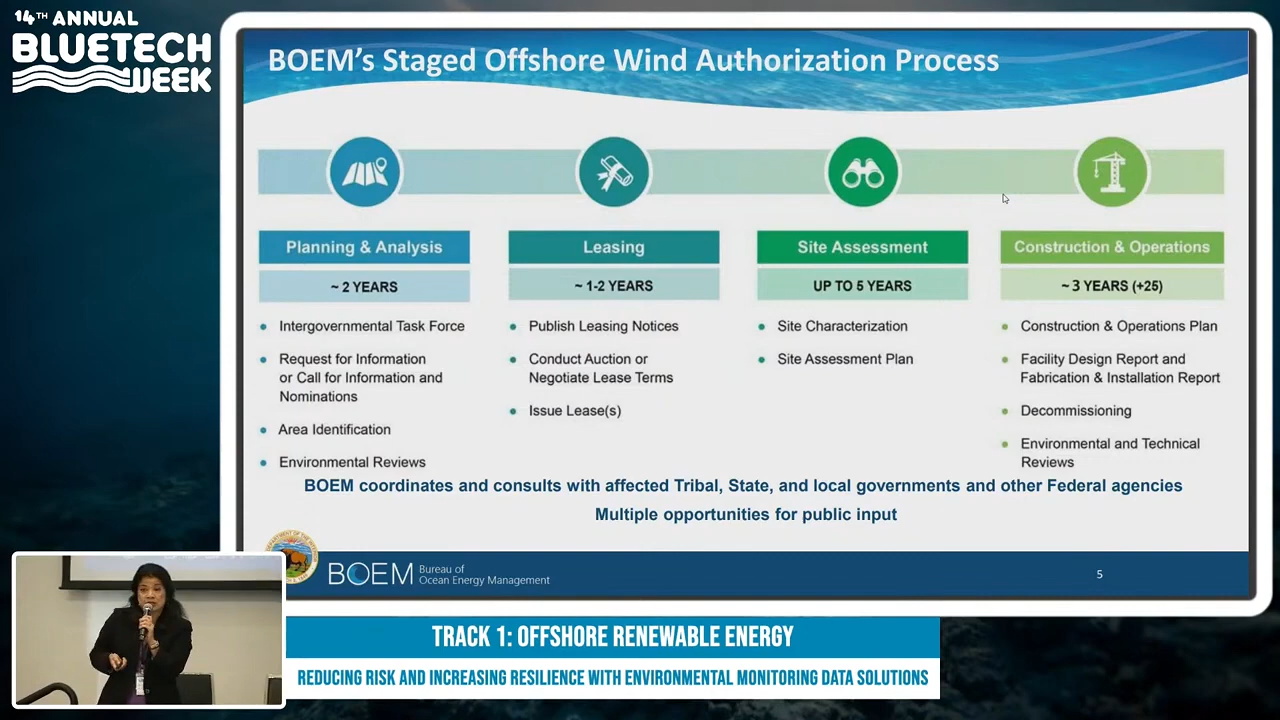 14TH ANNUAL
BLUETECH
WEEK
BOEM's Staged Offshore Wind Authorization Process
Planning & Analysis
~ 2 YEARS
• Intergovernmental Task Force
• Request for Information
or Call for Information and
Nominations
• Area Identification
• Environmental Reviews
Leasing
~ 1-2 YEARS
• Publish Leasing Notices
• Conduct Auction or
Negotiate Lease Terms
• Issue Lease(s)
Site Assessment
UP TO 5 YEARS
• Site Characterization
• Site Assessment Plan
Construction & Operations
~ 3 YEARS (+25)
• Construction & Operations Plan
• Facility Design Report and
Fabrication & Installation Report
• Decommissioning
• Environmental and Technical
Reviews
BOEM coordinates and consults with affected Tribal, State, and local governments and other Federal agencies
Multiple opportunities for public input
BOEM
Bureau of
Ocean Energy Management
5
TRACK 1: OFFSHORE RENEWABLE ENERGY
REDUCING RISK AND INCREASING RESILIENCE WITH ENVIRONMENTAL MONITORING DATA SOLUTIONS